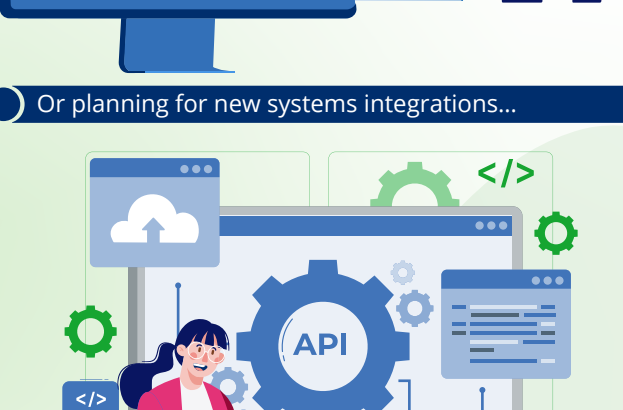 Or planning for new systems integrations...
</>
API
</>